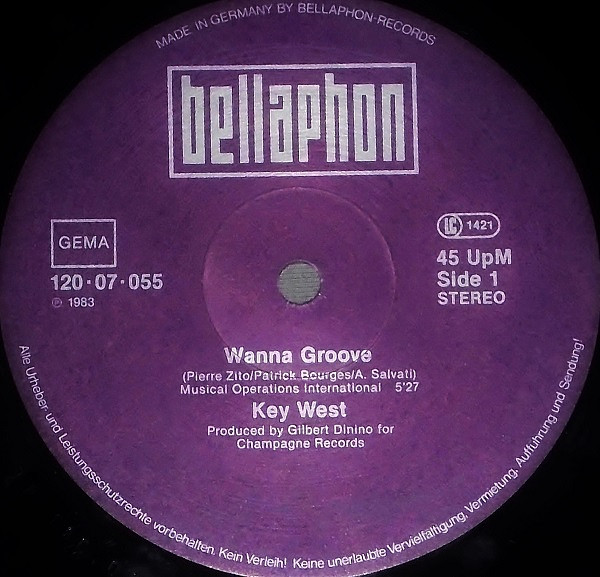 MADE IN GERMANY BY BELLAPHON-RECORDS
bellaphon
GEMA
120·07·055
℗ 1983
LC 1421
45 UpM
Side 1
STEREO
Wanna Groove
(Pierre Zito/Patrick Bourges/A. Salvati)
Musical Operations International 5'27
Key West
Produced by Gilbert Dinino for
Champagne Records
Alle Urheber- und Leistungsschutzrechte vorbehalten. Kein Verleih! Keine unerlaubte Vervielfältigung, Vermietung, Aufführung und Sendung!